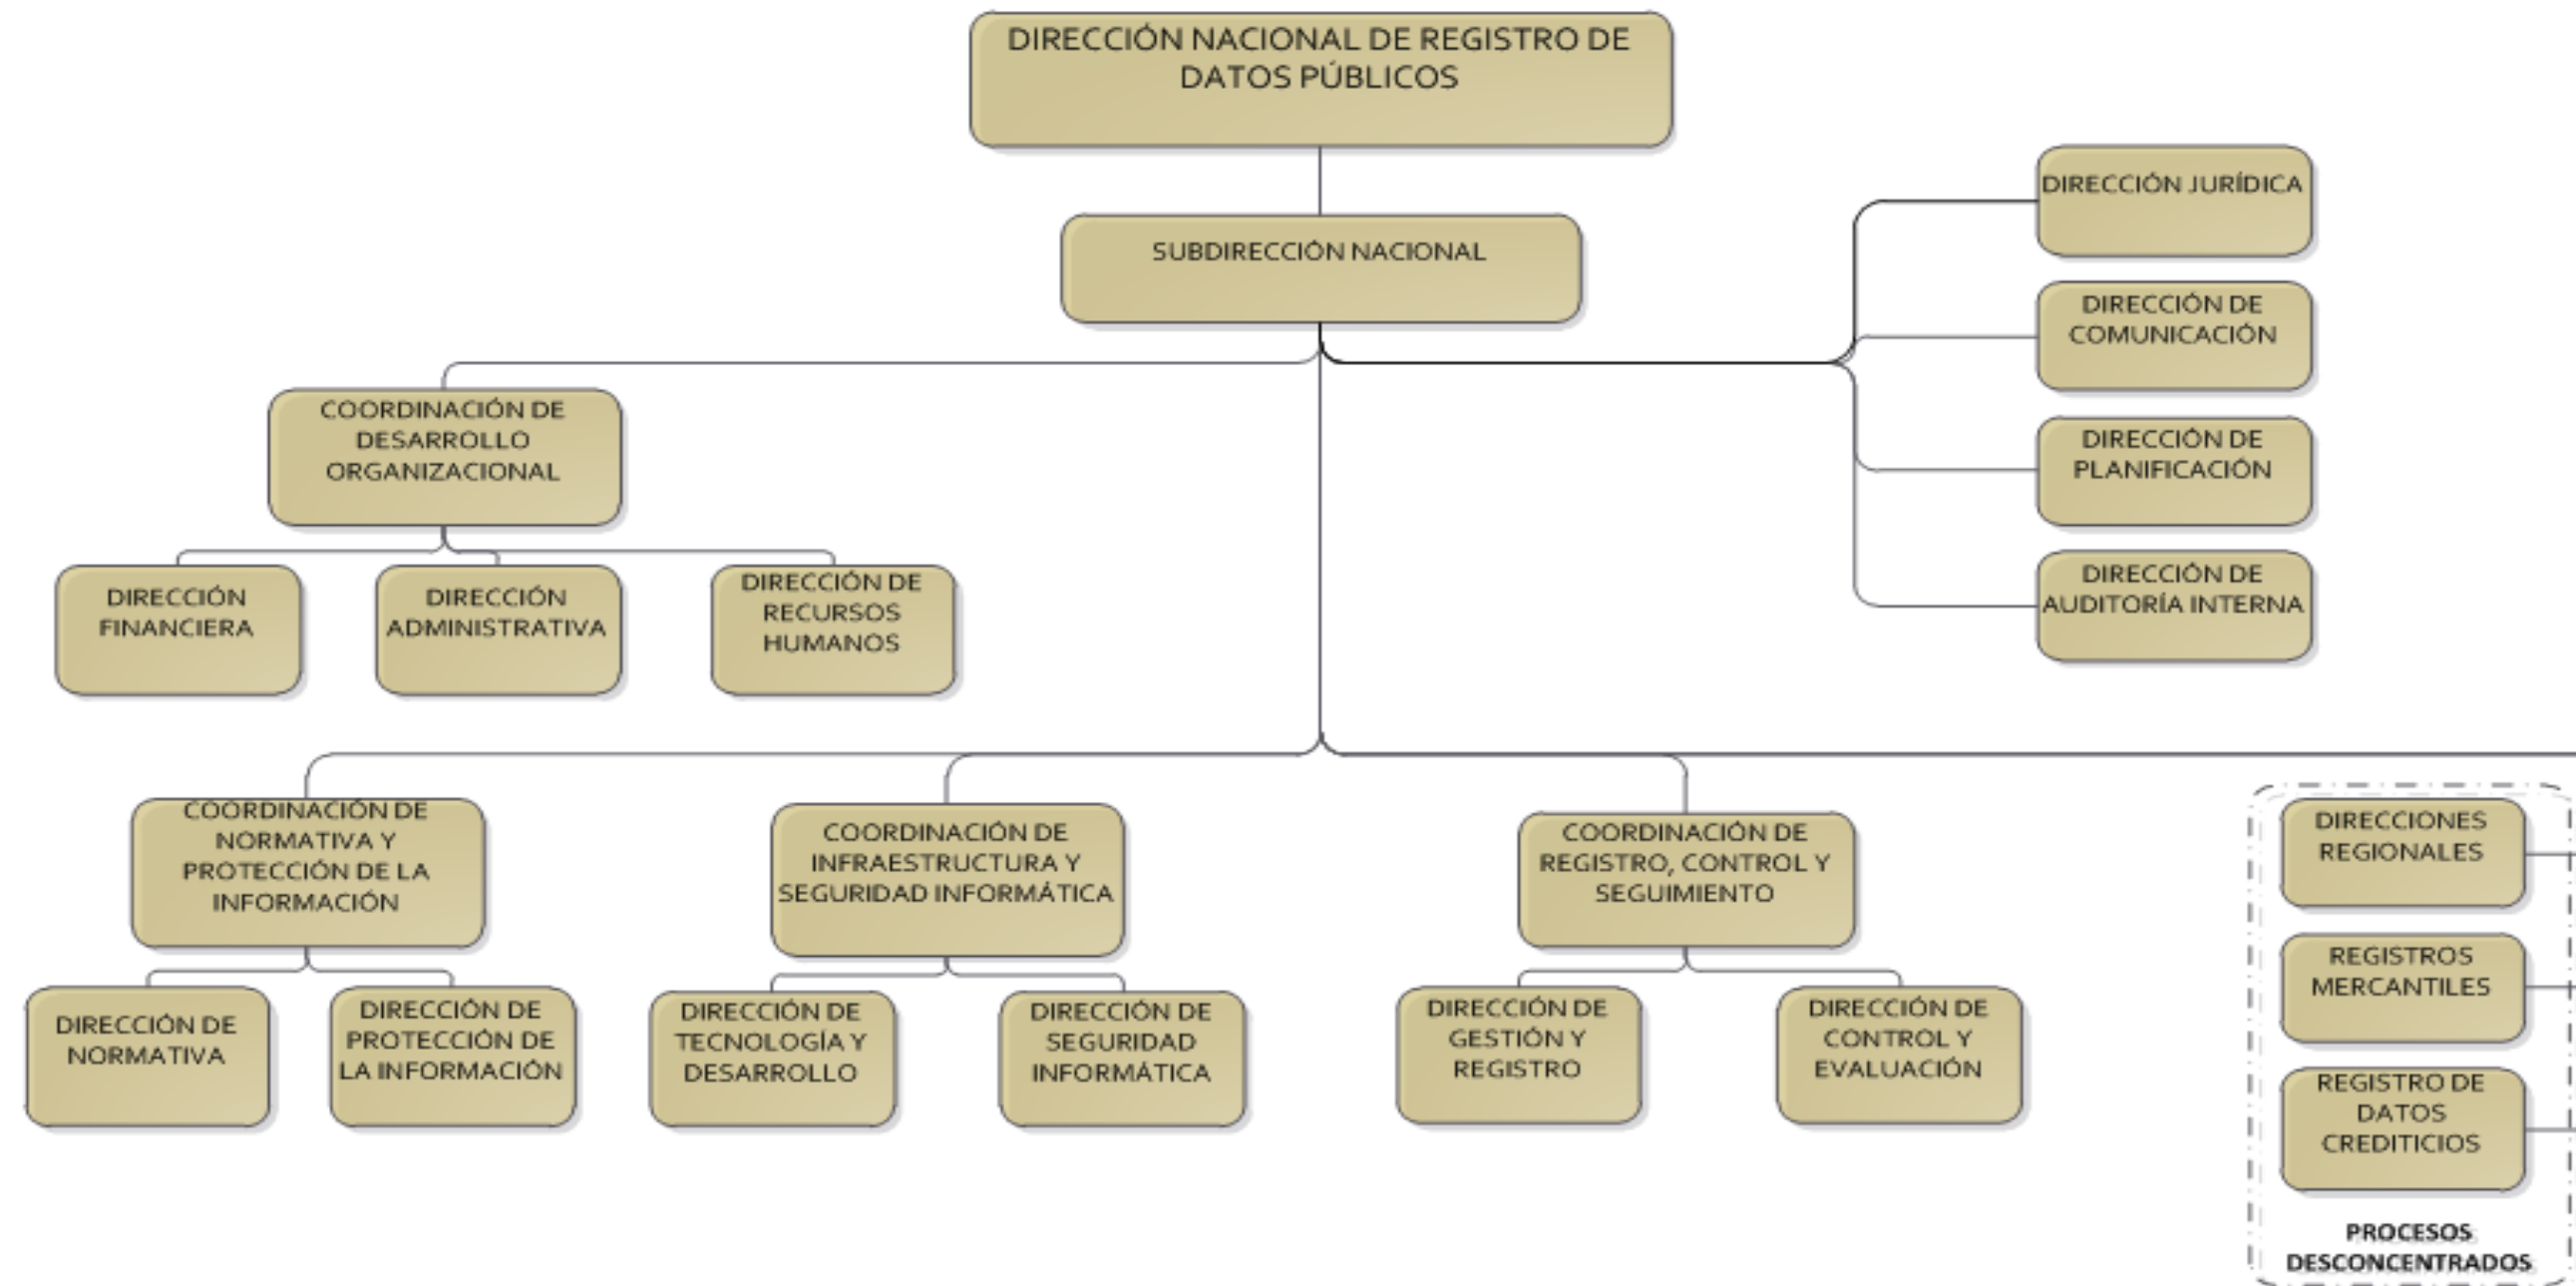 DIRECCIÓN NACIONAL DE REGISTRO DE
DATOS PÚBLICOS
SUBDIRECCIÓN NACIONAL
DIRECCIÓN JURÍDICA
DIRECCIÓN DE
COMUNICACIÓN
DIRECCIÓN DE
PLANIFICACIÓN
DIRECCIÓN DE
AUDITORÍA INTERNA
COORDINACIÓN DE
DESARROLLO
ORGANIZACIONAL
DIRECCIÓN
FINANCIERA
DIRECCIÓN
ADMINISTRATIVA
DIRECCIÓN DE
RECURSOS
HUMANOS
COORDINACIÓN DE
NORMATIVA Y
PROTECCIÓN DE LA
INFORMACIÓN
DIRECCIÓN DE
NORMATIVA
DIRECCIÓN DE
PROTECCIÓN DE
LA INFORMACIÓN
COORDINACIÓN DE
INFRAESTRUCTURA Y
SEGURIDAD INFORMÁTICA
DIRECCIÓN DE
TECNOLOGÍA Y
DESARROLLO
DIRECCIÓN DE
SEGURIDAD
INFORMÁTICA
COORDINACIÓN DE
REGISTRO, CONTROL Y
SEGUIMIENTO
DIRECCIÓN DE
GESTIÓN Y
REGISTRO
DIRECCIÓN DE
CONTROL Y
EVALUACIÓN
DIRECCIONES
REGIONALES
REGISTROS
MERCANTILES
REGISTRO DE
DATOS
CREDITICIOS
PROCESOS
DESCONCENTRADOS